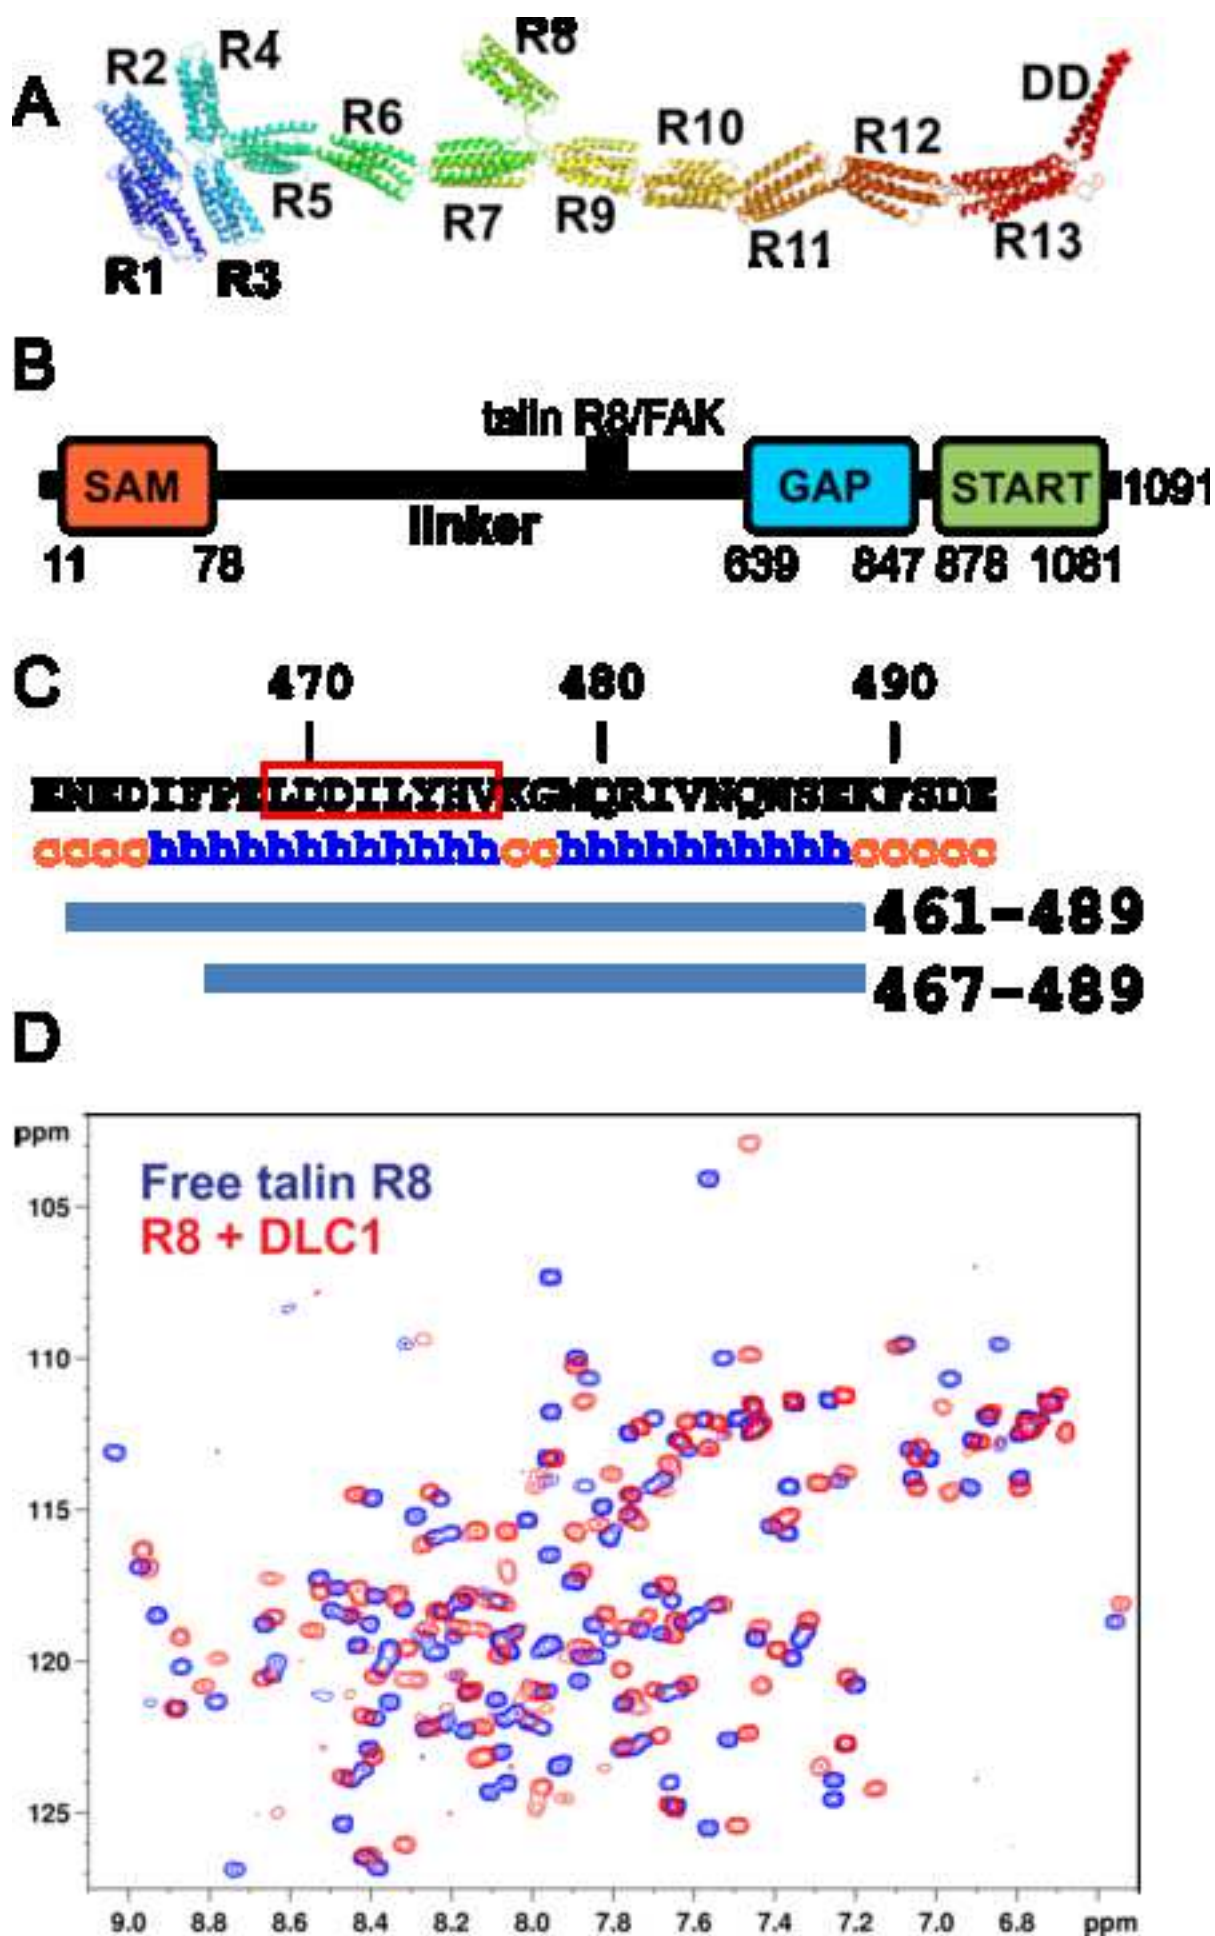 A
R2
R4
R8
R6
R10
R12
DD
R5
R7
R9
R11
R13
R1
R3
B
talin R8/FAK
SAM
GAP
START
1091
linker
11
78
639
847
878
1081
C
470
480
490
ENEDIFPELDDILYHVKGMQRIVNQWSEKFSDE
cccchhhhhhhhhhhhcchhhhhhhhhhccccc
461-489
467-489
D
ppm
Free talin R8
R8 + DLC1
105
110
115
120
125
9.0 8.8 8.6 8.4 8.2 8.0 7.8 7.6 7.4 7.2 7.0 6.8 ppm